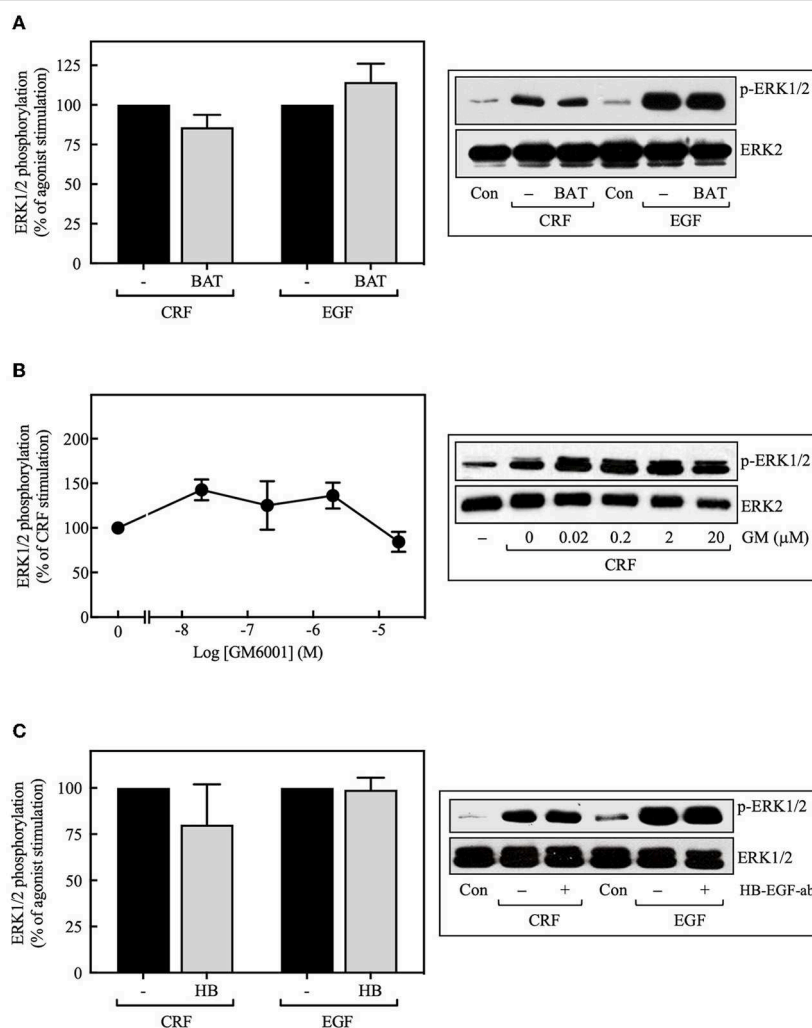 A
ERK1/2 phosphorylation
(% of agonist stimulation)
125
100
75
50
25
0
- BAT - BAT
CRF EGF
p-ERK1/2
ERK2
Con – BAT Con – BAT
CRF EGF
B
ERK1/2 phosphorylation
(% of CRF stimulation)
200
150
100
50
0
0 -8 -7 -6 -5
Log [GM6001] (M)
p-ERK1/2
ERK2
– 0 0.02 0.2 2 20 GM (μM)
CRF
C
ERK1/2 phosphorylation
(% of agonist stimulation)
100
75
50
25
0
- HB - HB
CRF EGF
p-ERK1/2
ERK1/2
Con – + Con – + HB-EGF-ab
CRF EGF